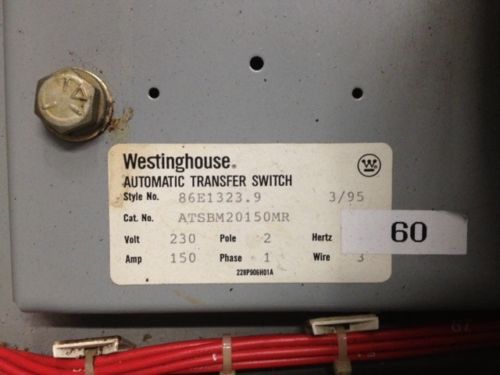 Westinghouse®
W
AUTOMATIC TRANSFER SWITCH
Style No. 86E1323.9 3/95
Cat. No. ATSBM20150MR
Volt 230 Pole 2 Hertz 60
Amp 150 Phase 1 Wire 3
228P906H01A